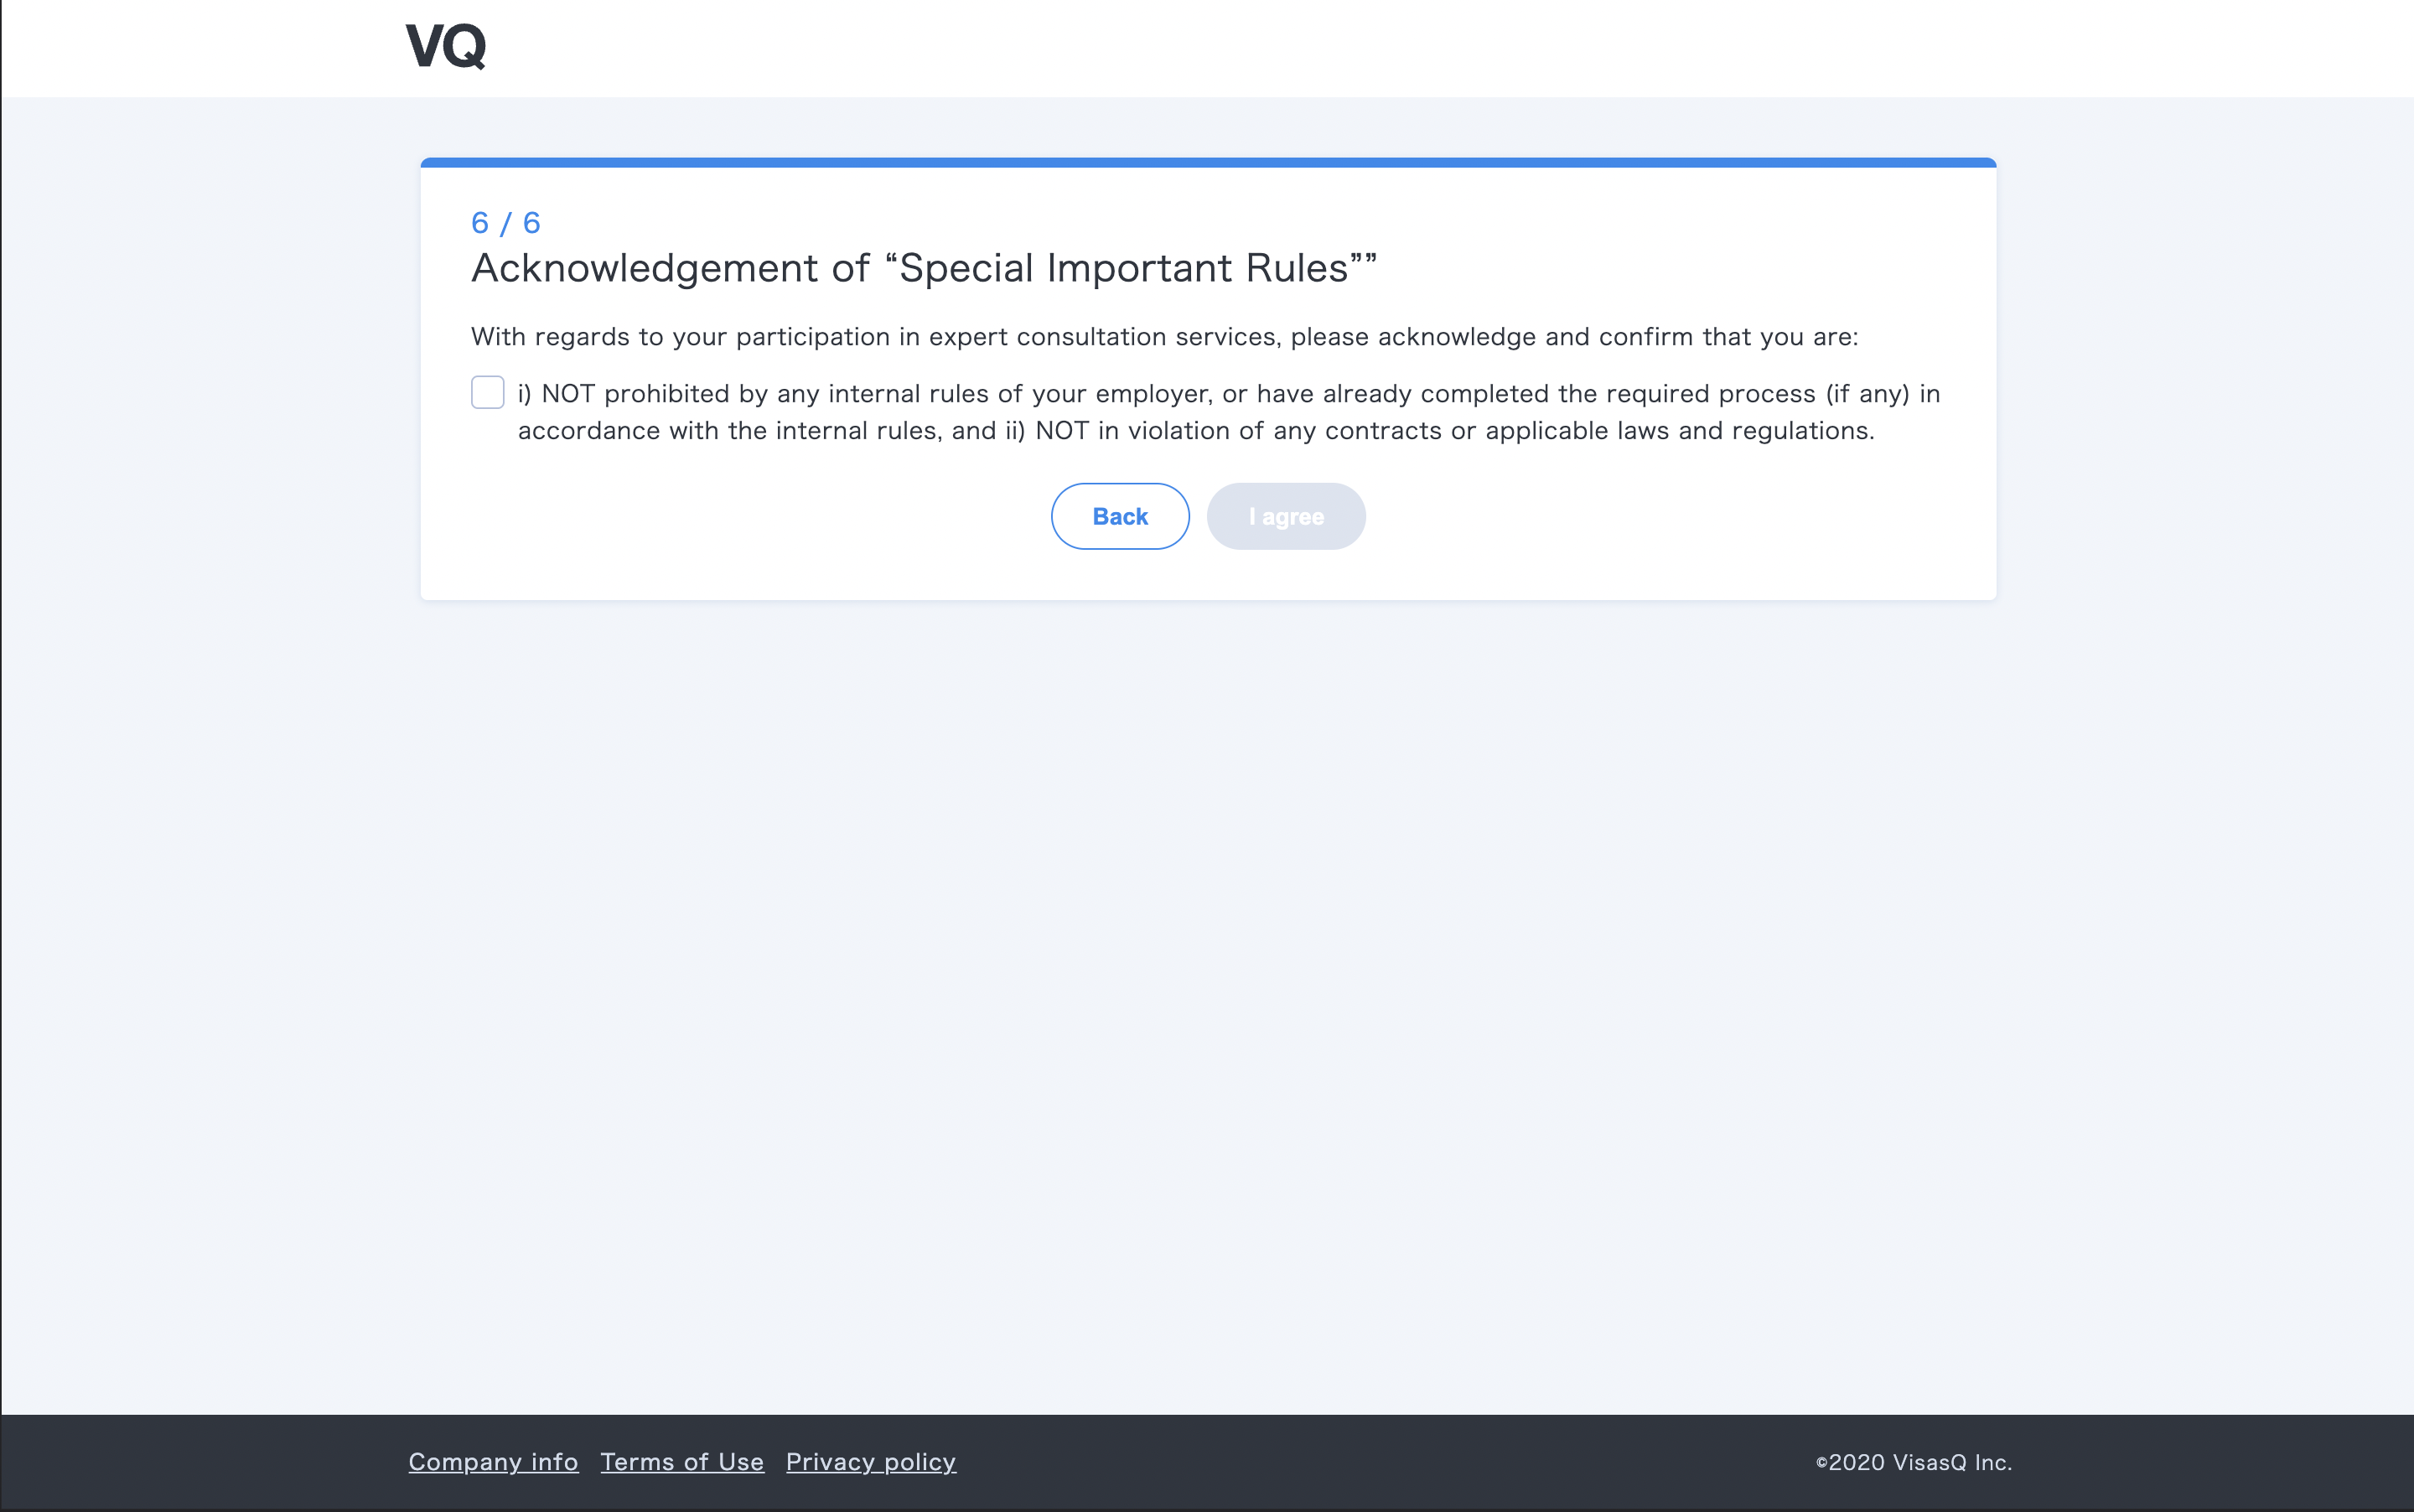 VQ
6 / 6
Acknowledgement of “Special Important Rules””
With regards to your participation in expert consultation services, please acknowledge and confirm that you are:
i) NOT prohibited by any internal rules of your employer, or have already completed the required process (if any) in
accordance with the internal rules, and ii) NOT in violation of any contracts or applicable laws and regulations.
Back I agree
Company info Terms of Use Privacy policy ©2020 VisasQ Inc.